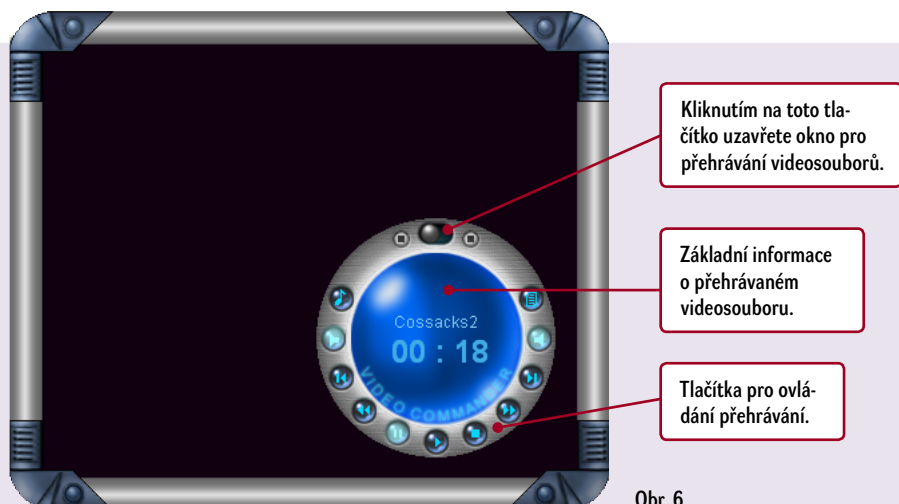 Kliknutím na toto tla-
čítko uzavřete okno pro
přehrávání videosouborů.
Základní informace
o přehrávaném
videosouboru.
Cossacks2
00 : 18
VIDEO COMMANDER
Tlačítka pro ovlá-
dání přehrávání.
Obr. 6